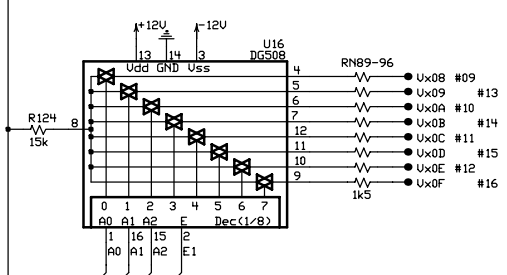 +12V -12V
U16
13 14 3 DG508
Vdd GND Vss
RN89-96
4 Vx08 #09
5 Vx09 #13
6 Vx0A #10
7 Vx0B #14
R124 8
12 Vx0C #11
15k
11 Vx0D #15
10 Vx0E #12
9 Vx0F #16
1k5
0 1 2 3 4 5 6 7
A0 A1 A2 E Dec(1/8)
1 16 15 2
A0 A1 A2 E1